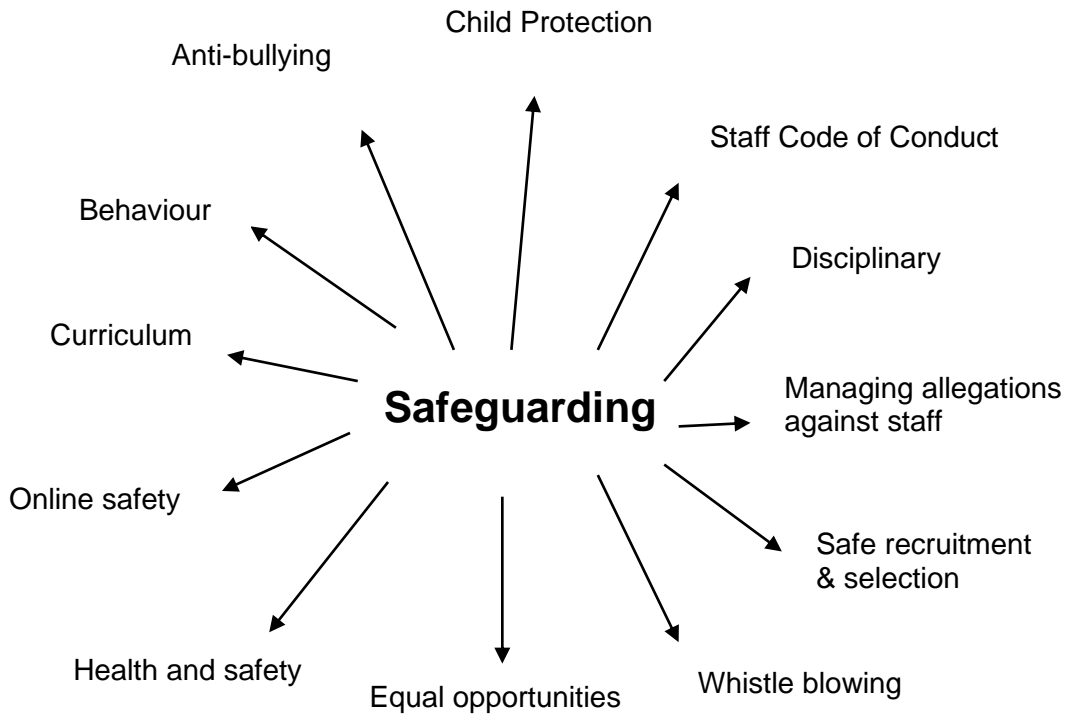 Child Protection
Anti-bullying
Staff Code of Conduct
Behaviour
Disciplinary
Curriculum
Managing allegations
against staff
Safeguarding
Online safety
Safe recruitment
& selection
Health and safety
Equal opportunities
Whistle blowing